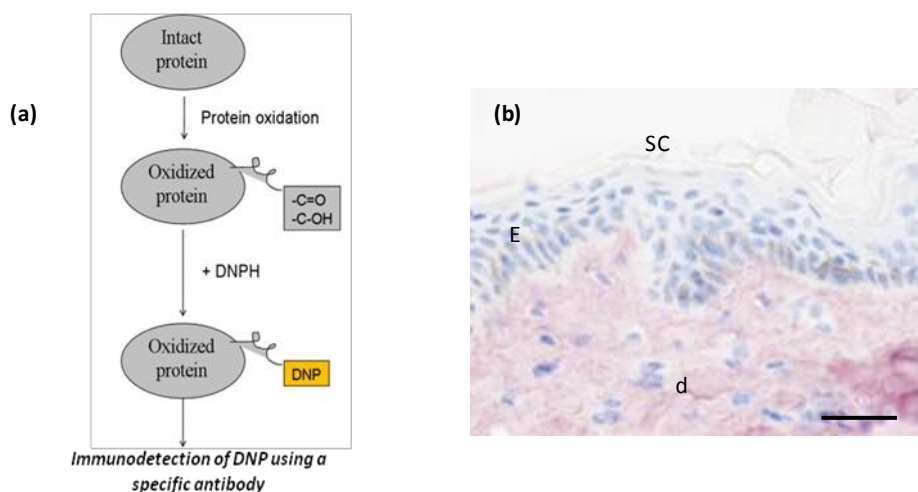 (a)
Intact
protein
Protein oxidation
Oxidized
protein
-C=O
-C-OH
+ DNPH
Oxidized
protein
DNP
Immunodetection of DNP using a
specific antibody
(b)
SC
E
d